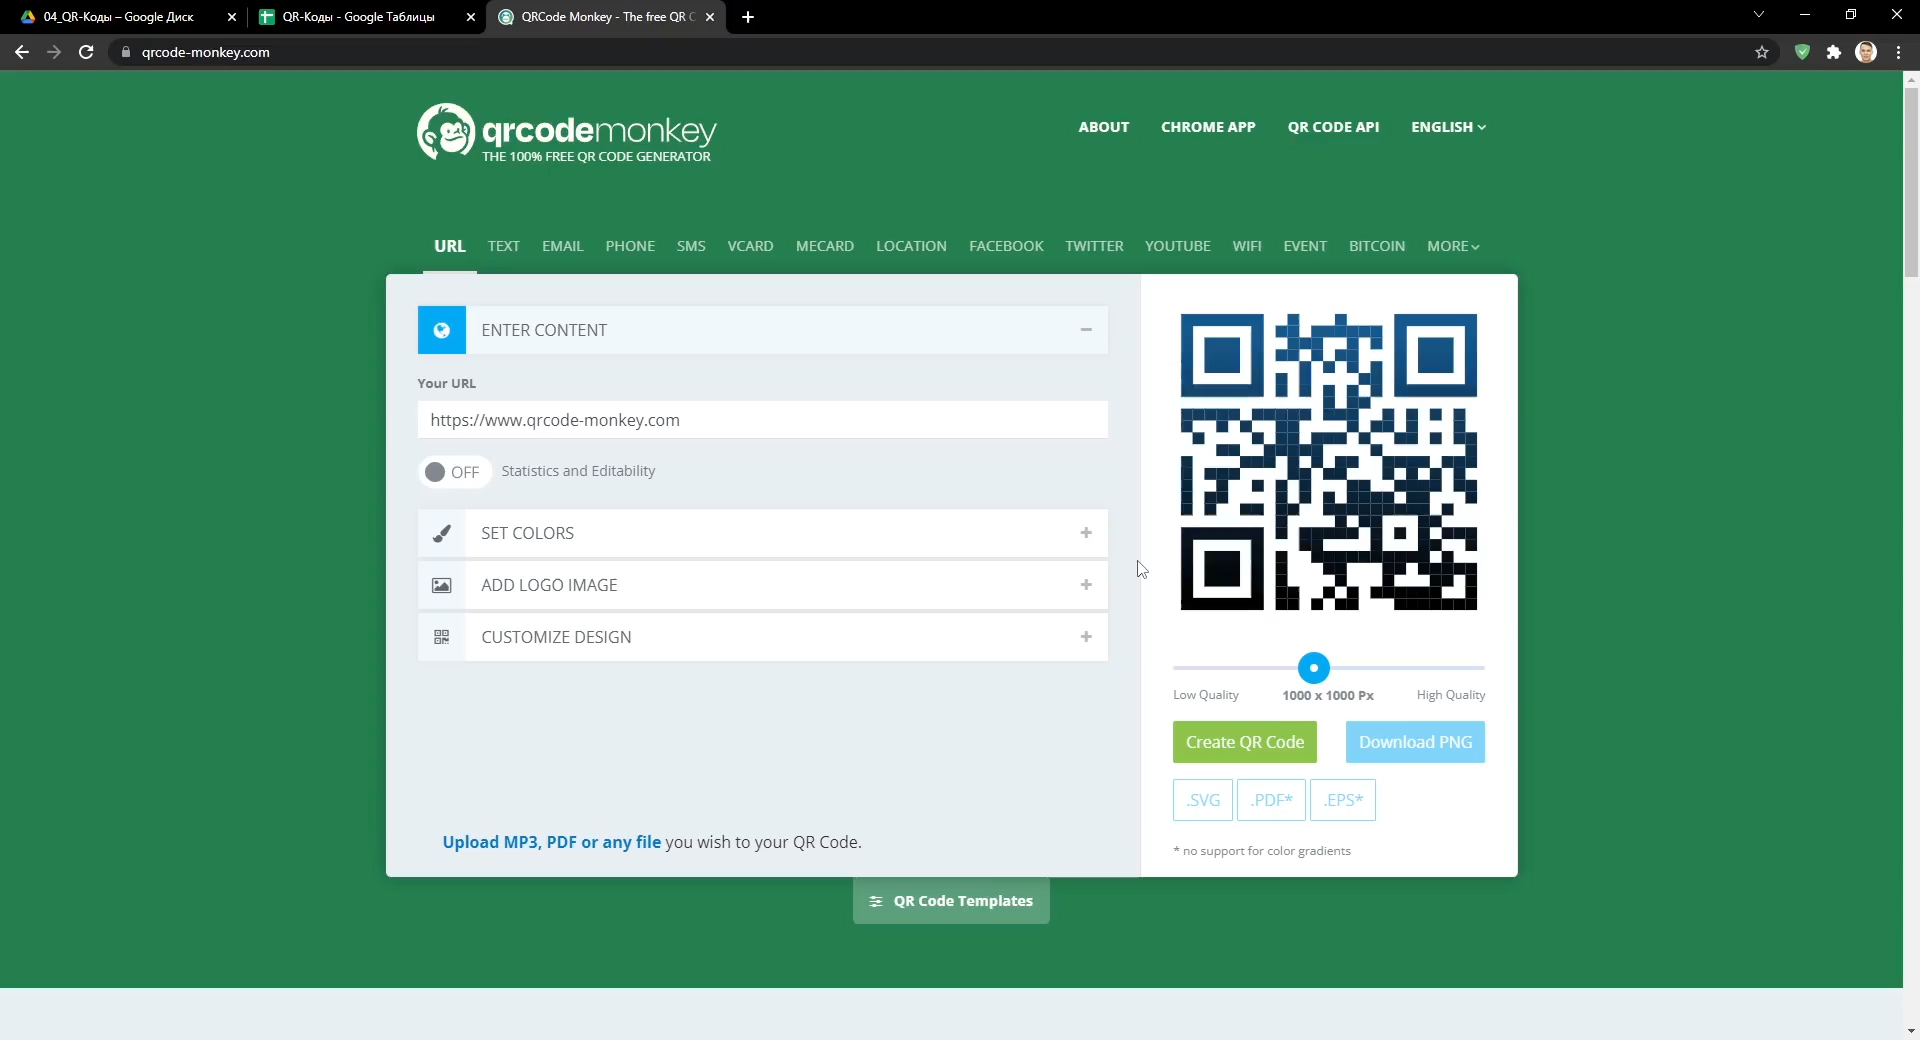 04_QR-Коды – Google Диск
QR-Коды - Google Таблицы
QRCode Monkey - The free QR C
qrcode-monkey.com
qrcodemonkey
THE 100% FREE QR CODE GENERATOR
ABOUT
CHROME APP
QR CODE API
ENGLISH
URL
TEXT
EMAIL
PHONE
SMS
VCARD
MECARD
LOCATION
FACEBOOK
TWITTER
YOUTUBE
WIFI
EVENT
BITCOIN
MORE
ENTER CONTENT
Your URL
https://www.qrcode-monkey.com
OFF
Statistics and Editability
SET COLORS
ADD LOGO IMAGE
CUSTOMIZE DESIGN
Upload MP3, PDF or any file you wish to your QR Code.
Low Quality
1000 x 1000 Px
High Quality
Create QR Code
Download PNG
.SVG
.PDF*
.EPS*
* no support for color gradients
QR Code Templates